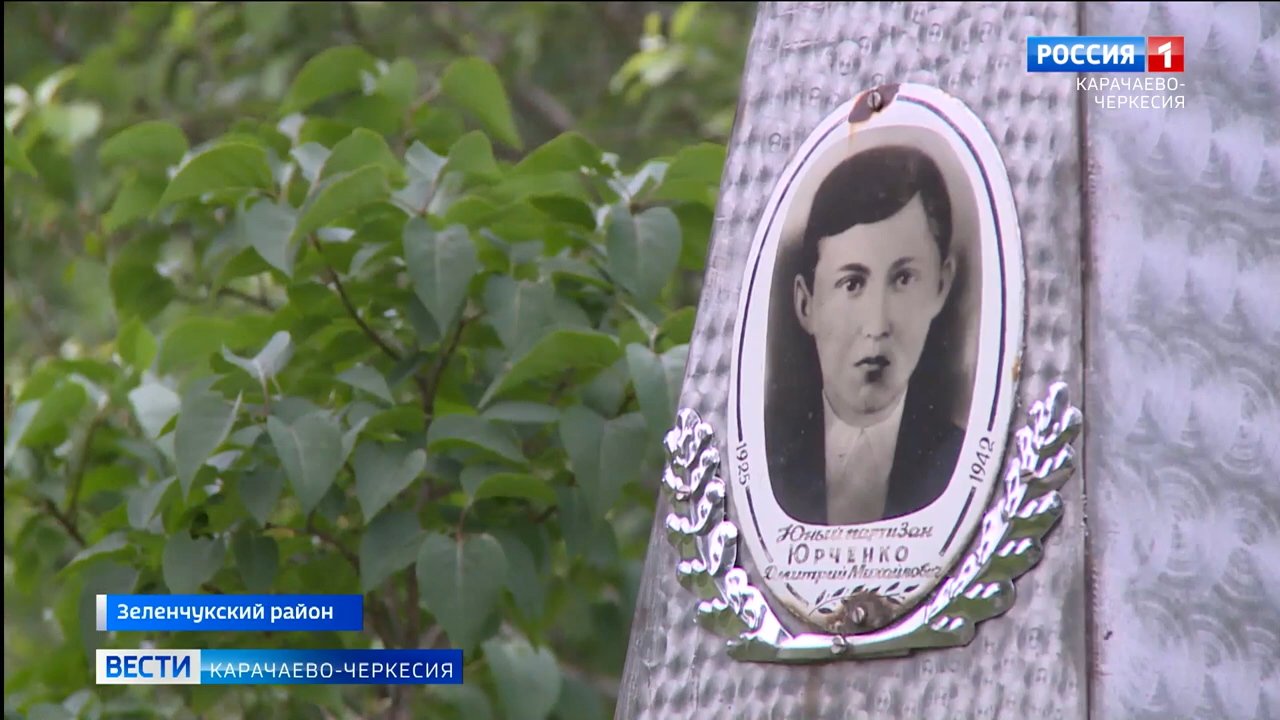 РОССИЯ 1
КАРАЧАЕВО-
ЧЕРКЕСИЯ
1925
1942
Юный партизан
ЮРЧЕНКО
Дмитрий Михайлович
Зеленчукский район
ВЕСТИ КАРАЧАЕВО-ЧЕРКЕСИЯ